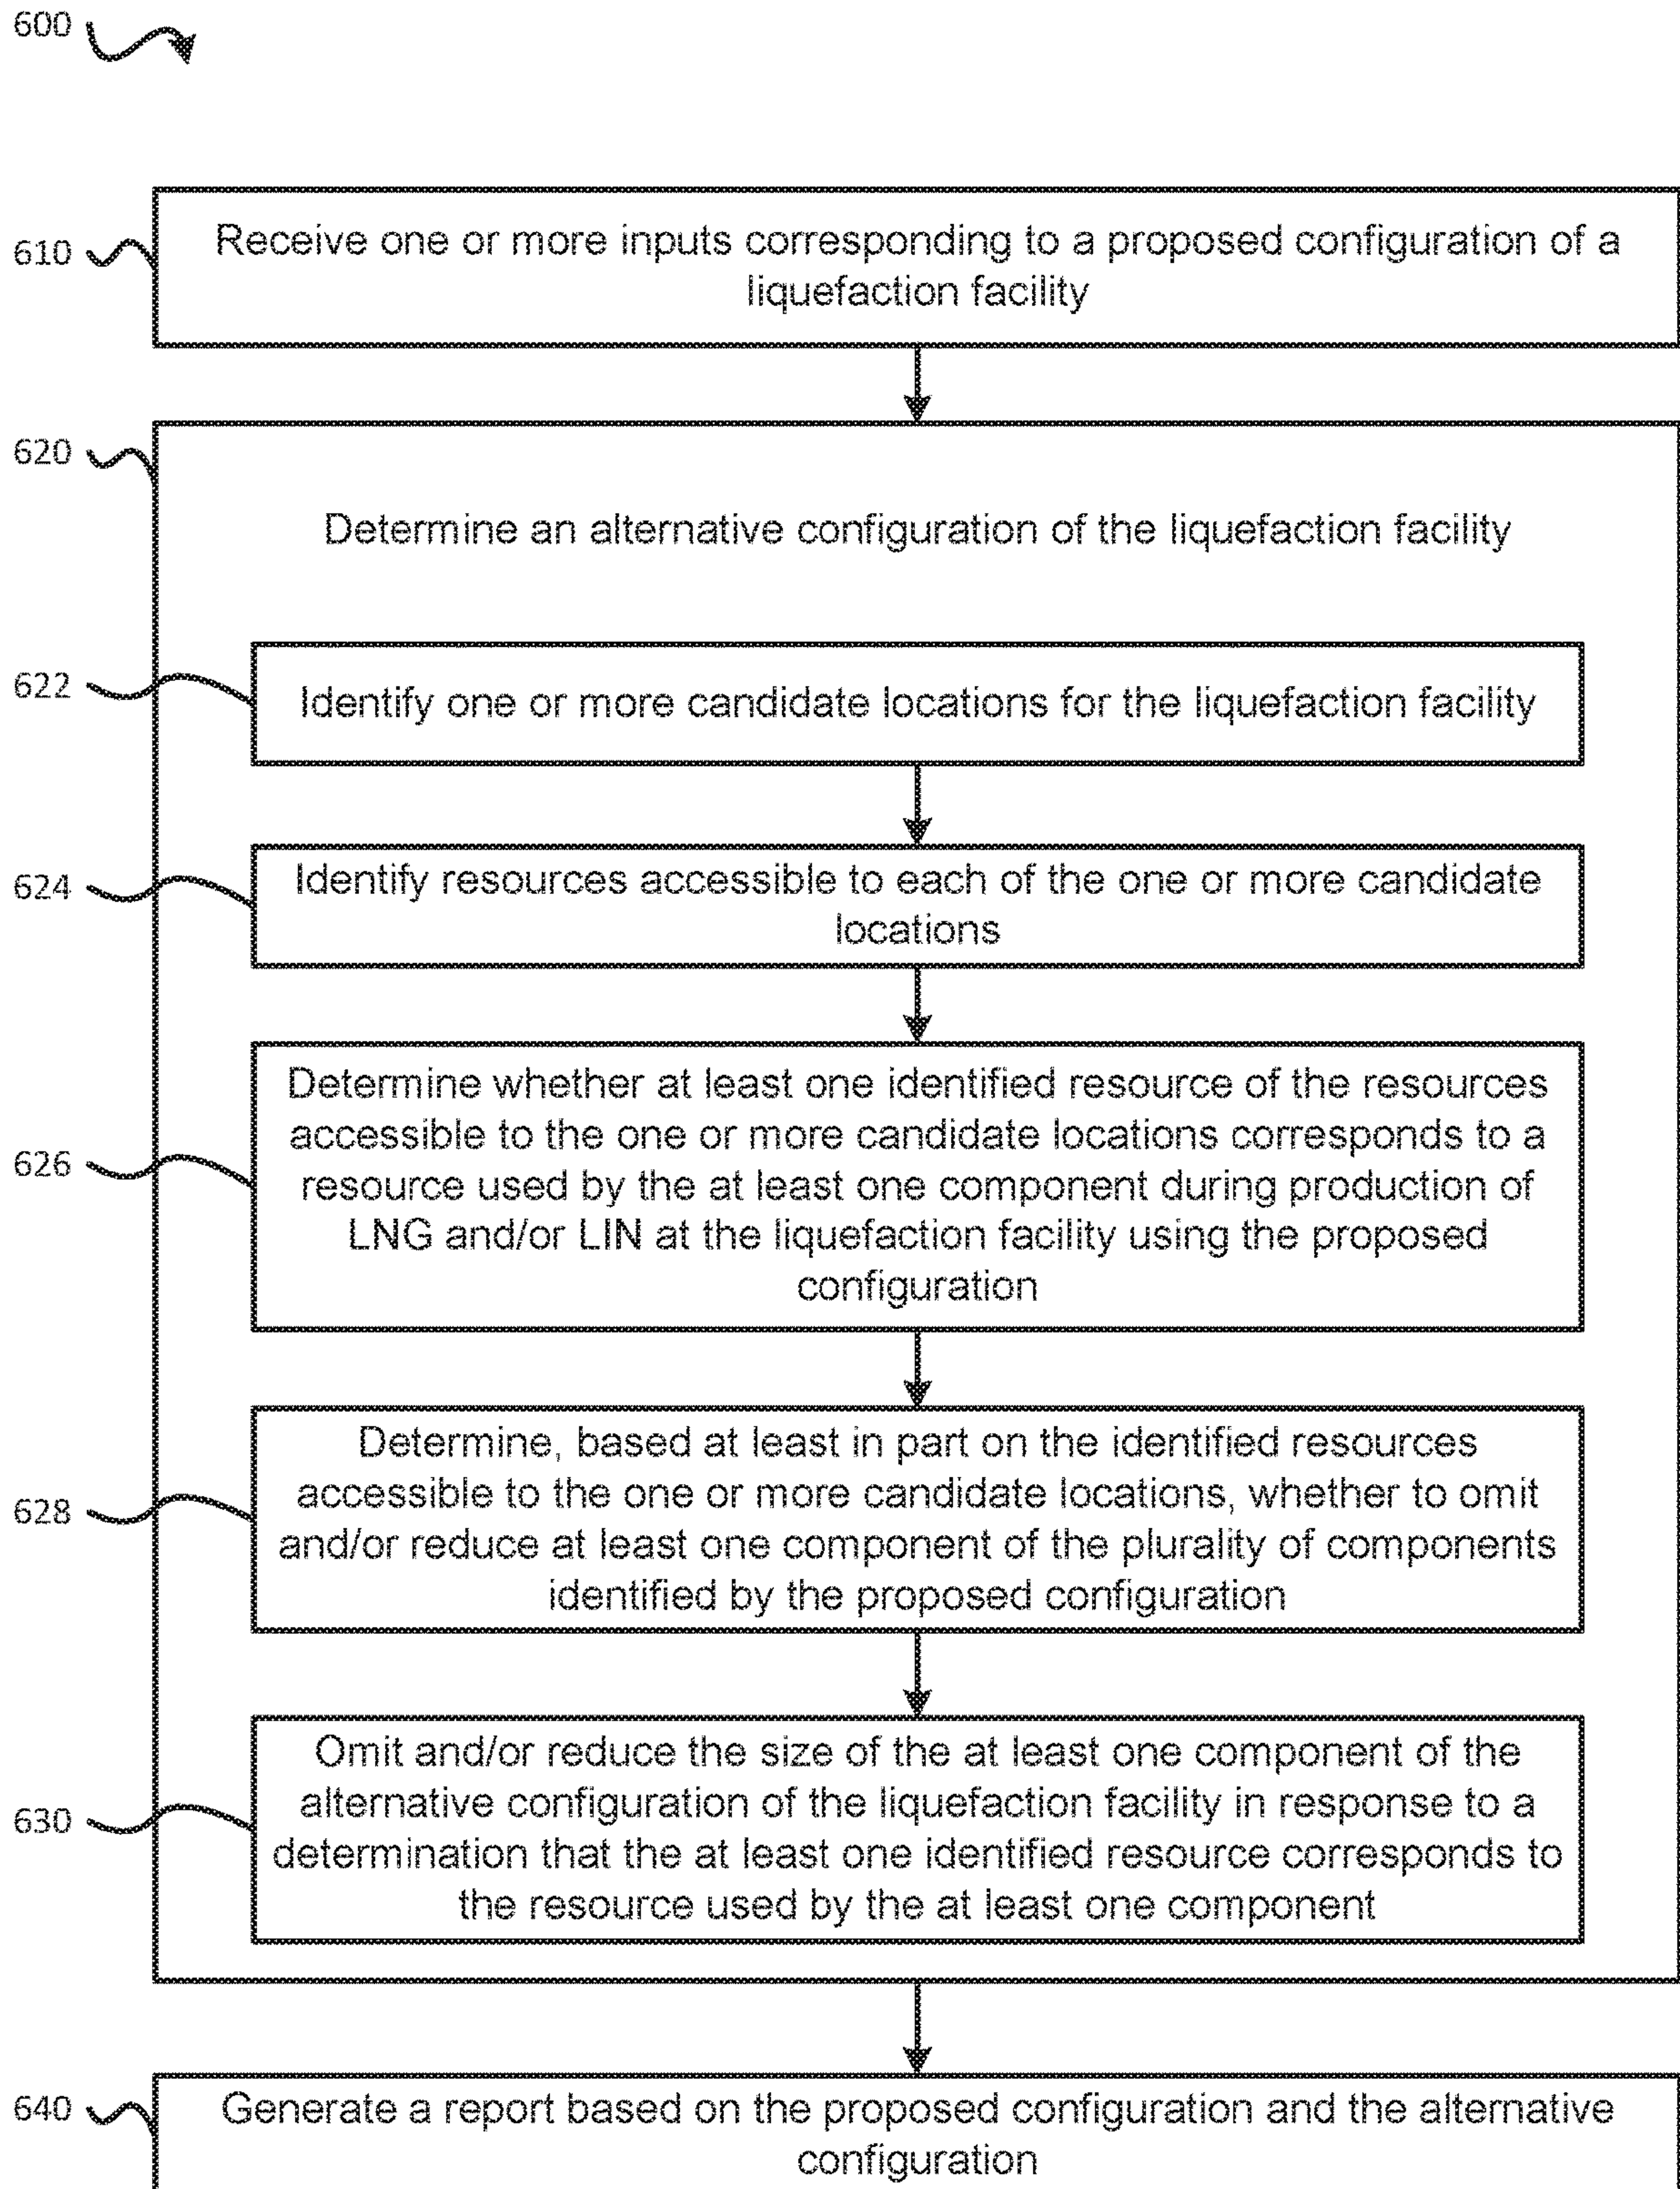 600
610
Receive one or more inputs corresponding to a proposed configuration of a
liquefaction facility
620
Determine an alternative configuration of the liquefaction facility
622
Identify one or more candidate locations for the liquefaction facility
624
Identify resources accessible to each of the one or more candidate
locations
626
Determine whether at least one identified resource of the resources
accessible to the one or more candidate locations corresponds to a
resource used by the at least one component during production of
LNG and/or LIN at the liquefaction facility using the proposed
configuration
628
Determine, based at least in part on the identified resources
accessible to the one or more candidate locations, whether to omit
and/or reduce at least one component of the plurality of components
identified by the proposed configuration
630
Omit and/or reduce the size of the at least one component of the
alternative configuration of the liquefaction facility in response to a
determination that the at least one identified resource corresponds to
the resource used by the at least one component
640
Generate a report based on the proposed configuration and the alternative
configuration